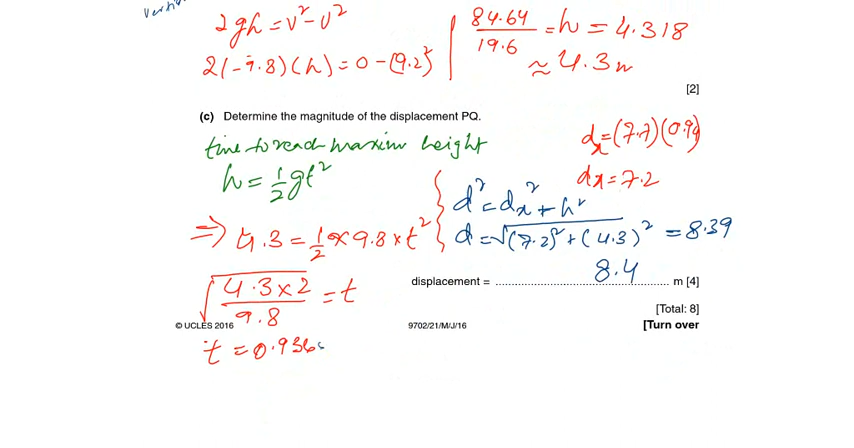 2gh = v² - u²
2(-9.8)(h) = 0 - (9.2)²
84.64/19.6 = h = 4.318
≈ 4.3 m
[2]
(c) Determine the magnitude of the displacement PQ.
time to reach maximum height
h = 1/2 gt²
dx = (7.7)(0.94)
dx = 7.2
⇒ 4.3 = 1/2 × 9.8 × t²
√(4.3 × 2 / 9.8) = t
t = 0.936
d² = dx² + h²
d = √(7.2)² + (4.3)² = 8.39
8.4
displacement = .......................................................... m [4]
[Total: 8]
© UCLES 2016
9702/21/M/J/16
[Turn over